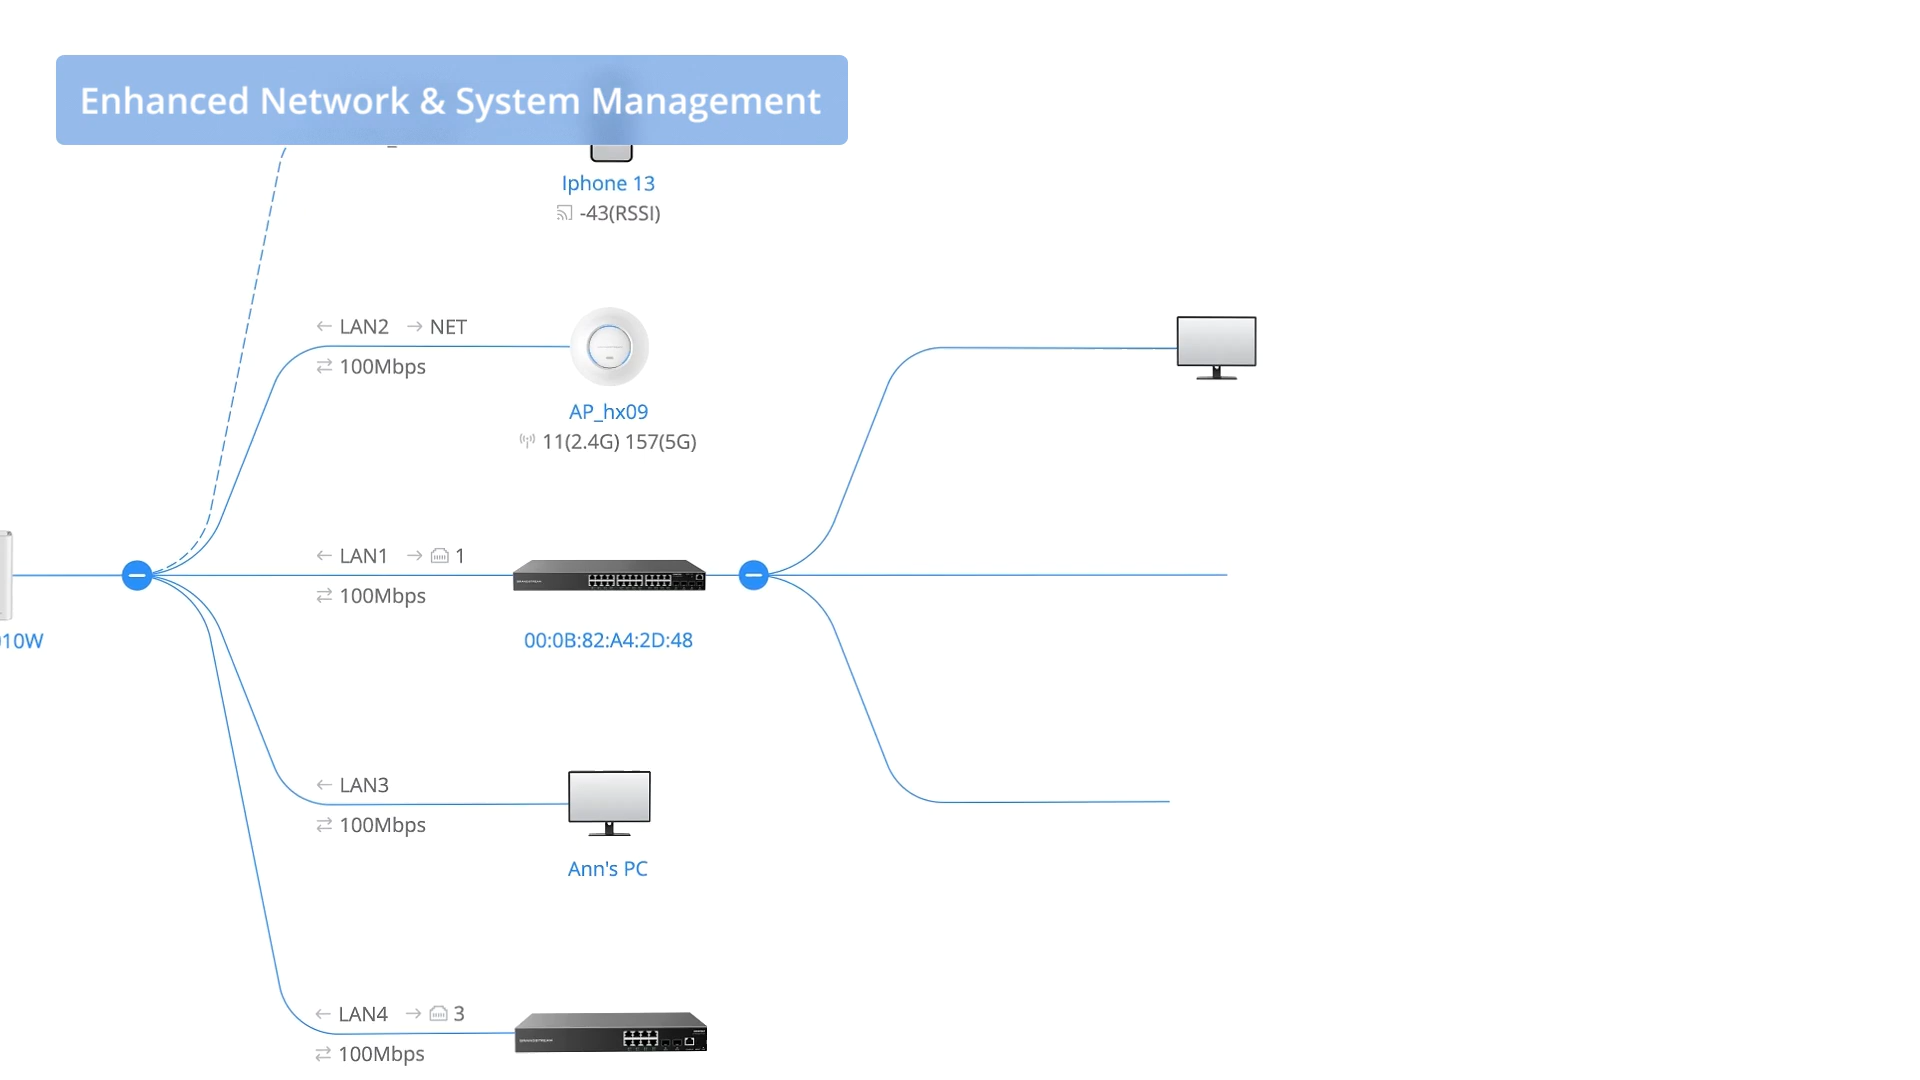 Enhanced Network & System Management
Iphone 13
-43(RSSI)
LAN2 NET
100Mbps
AP_hx09
11(2.4G) 157(5G)
LAN1 1
100Mbps
00:0B:82:A4:2D:48
10W
LAN3
100Mbps
Ann's PC
LAN4 3
100Mbps
GRANDSTREAM